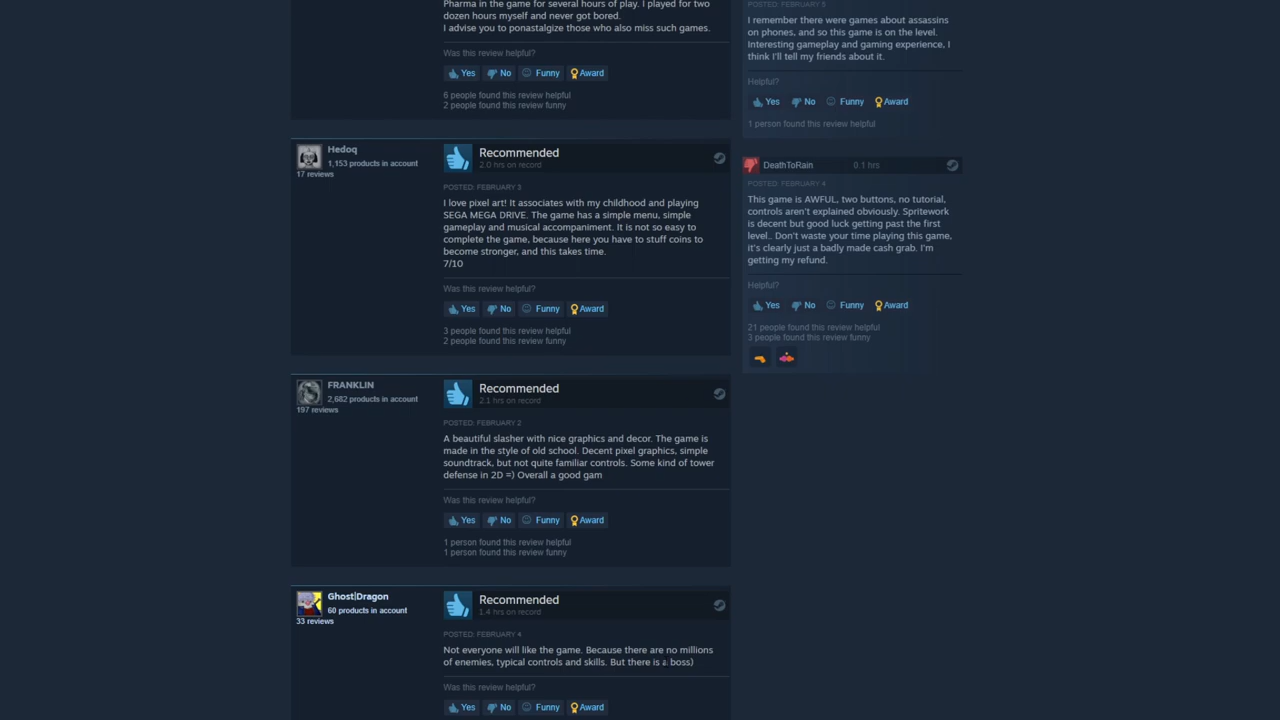 Pharma in the game for several hours of play. I played for two
dozen hours myself and never got bored.
I advise you to ponastalgize those who also miss such games.
Was this review helpful?
Yes No Funny Award
6 people found this review helpful
2 people found this review funny
Hedoq
1,153 products in account
17 reviews
Recommended
2.0 hrs on record
POSTED: FEBRUARY 3
I love pixel art! It associates with my childhood and playing
SEGA MEGA DRIVE. The game has a simple menu, simple
gameplay and musical accompaniment. It is not so easy to
complete the game, because here you have to stuff coins to
become stronger, and this takes time.
7/10
Was this review helpful?
Yes No Funny Award
3 people found this review helpful
2 people found this review funny
FRANKLIN
2,682 products in account
197 reviews
Recommended
2.1 hrs on record
POSTED: FEBRUARY 2
A beautiful slasher with nice graphics and decor. The game is
made in the style of old school. Decent pixel graphics, simple
soundtrack, but not quite familiar controls. Some kind of tower
defense in 2D =) Overall a good gam
Was this review helpful?
Yes No Funny Award
1 person found this review helpful
1 person found this review funny
Ghost|Dragon
60 products in account
33 reviews
Recommended
1.4 hrs on record
POSTED: FEBRUARY 4
Not everyone will like the game. Because there are no millions
of enemies, typical controls and skills. But there is a boss)
Was this review helpful?
Yes No Funny Award
POSTED: FEBRUARY 5
I remember there were games about assassins
on phones, and so this game is on the level.
Interesting gameplay and gaming experience, I
think I'll tell my friends about it.
Helpful?
Yes No Funny Award
1 person found this review helpful
DeathToRain 0.1 hrs
POSTED: FEBRUARY 4
This game is AWFUL, two buttons, no tutorial,
controls aren't explained obviously. Spritework
is decent but good luck getting past the first
level.. Don't waste your time playing this game,
it's clearly just a badly made cash grab. I'm
getting my refund.
Helpful?
Yes No Funny Award
21 people found this review helpful
3 people found this review funny